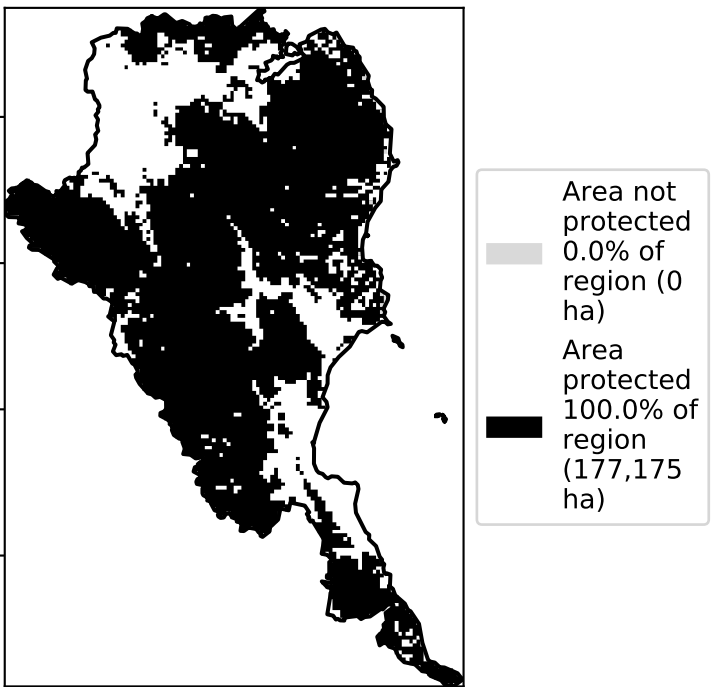 Area not
protected
0.0% of
region (0
ha)
Area
protected
100.0% of
region
(177,175
ha)